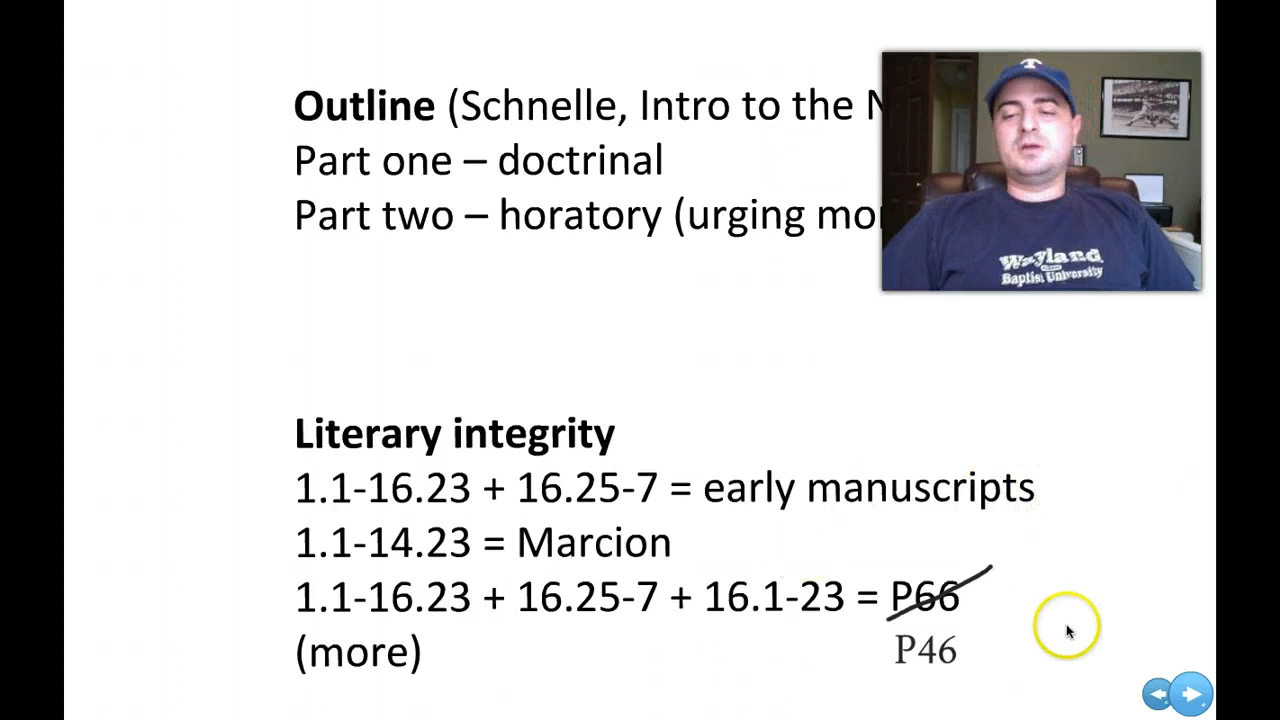 Outline (Schnelle, Intro to the
Part one – doctrinal
Part two – horatory (urging
T
Wayland
Baptist University
Literary integrity
1.1-16.23 + 16.25-7 = early manuscripts
1.1-14.23 = Marcion
1.1-16.23 + 16.25-7 + 16.1-23 = P66
(more)
P46